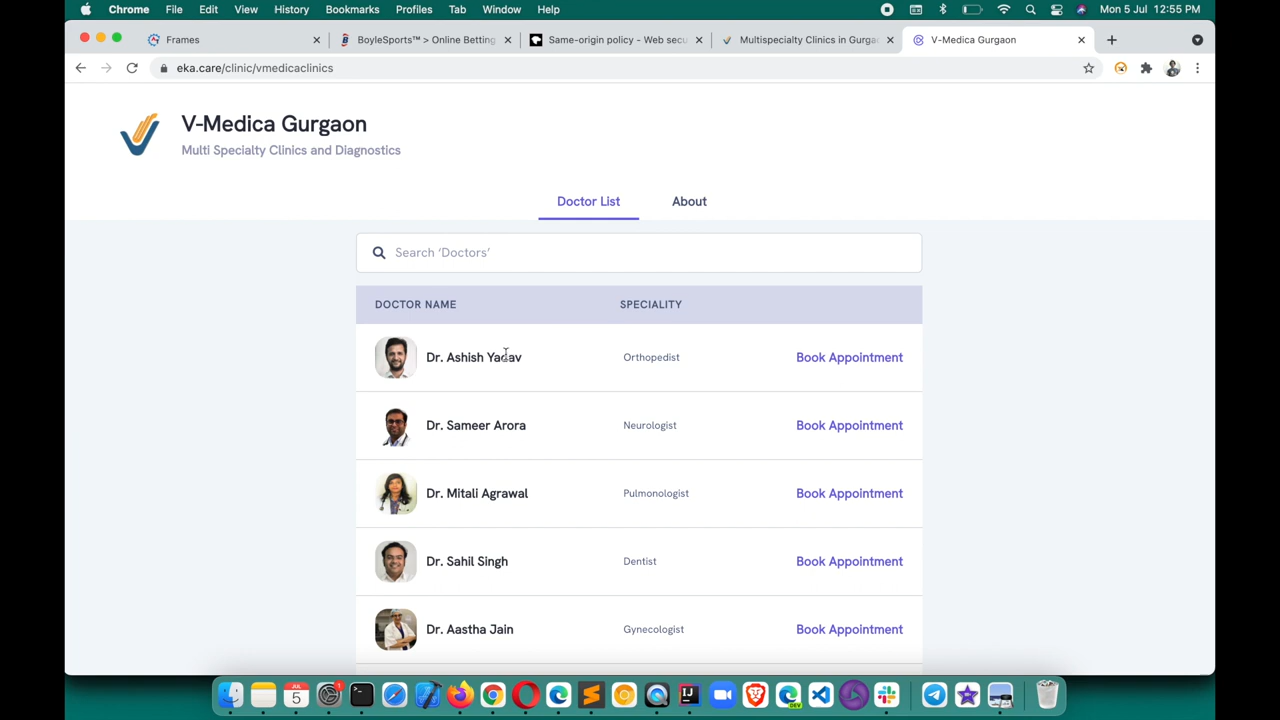 Chrome File Edit View History Bookmarks Profiles Tab Window Help Mon 5 Jul 12:55 PM
Frames BoyleSports™ > Online Betting Same-origin policy - Web secu Multispecialty Clinics in Gurga V-Medica Gurgaon
eka.care/clinic/vmedicaclinics
V-Medica Gurgaon
Multi Specialty Clinics and Diagnostics
Doctor List About
Search ‘Doctors’
DOCTOR NAME SPECIALITY
Dr. Ashish Yadav Orthopedist Book Appointment
Dr. Sameer Arora Neurologist Book Appointment
Dr. Mitali Agrawal Pulmonologist Book Appointment
Dr. Sahil Singh Dentist Book Appointment
Dr. Aastha Jain Gynecologist Book Appointment
JUL
5 1